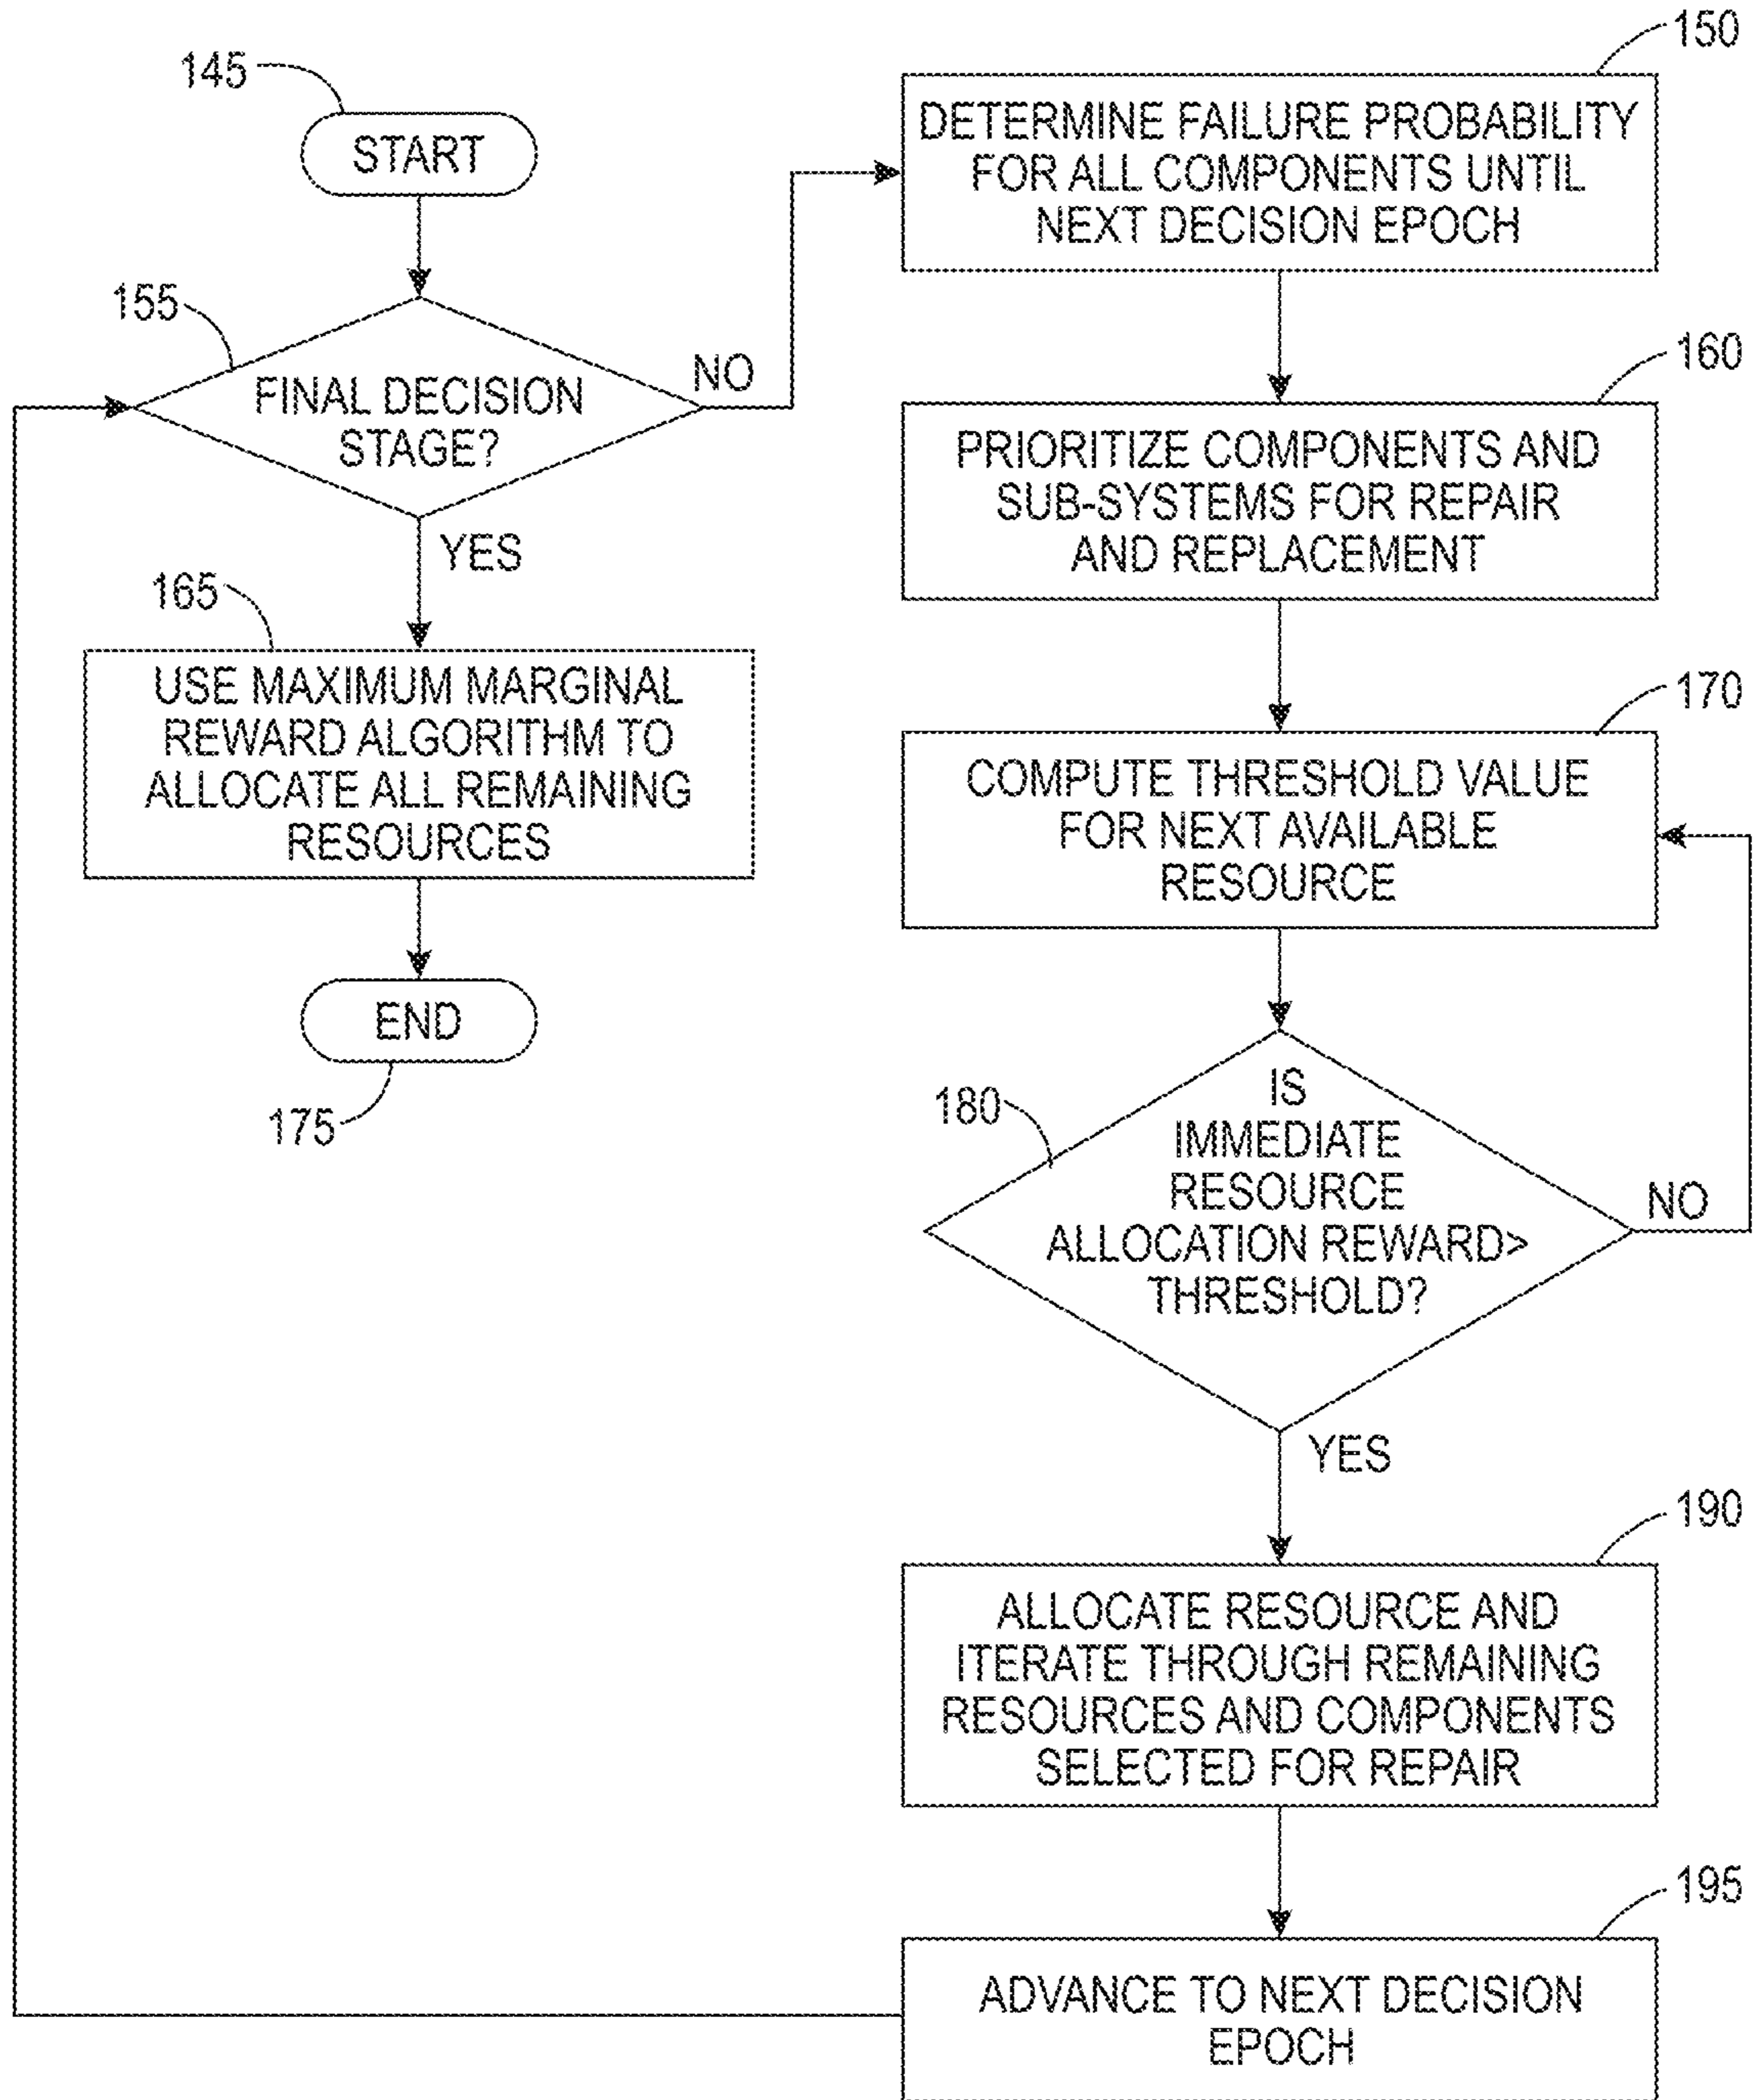 145
START
155
FINAL DECISION
STAGE?
NO
YES
165
USE MAXIMUM MARGINAL
REWARD ALGORITHM TO
ALLOCATE ALL REMAINING
RESOURCES
END
175
150
DETERMINE FAILURE PROBABILITY
FOR ALL COMPONENTS UNTIL
NEXT DECISION EPOCH
160
PRIORITIZE COMPONENTS AND
SUB-SYSTEMS FOR REPAIR
AND REPLACEMENT
170
COMPUTE THRESHOLD VALUE
FOR NEXT AVAILABLE
RESOURCE
180
IS
IMMEDIATE
RESOURCE
ALLOCATION REWARD>
THRESHOLD?
NO
YES
190
ALLOCATE RESOURCE AND
ITERATE THROUGH REMAINING
RESOURCES AND COMPONENTS
SELECTED FOR REPAIR
195
ADVANCE TO NEXT DECISION
EPOCH